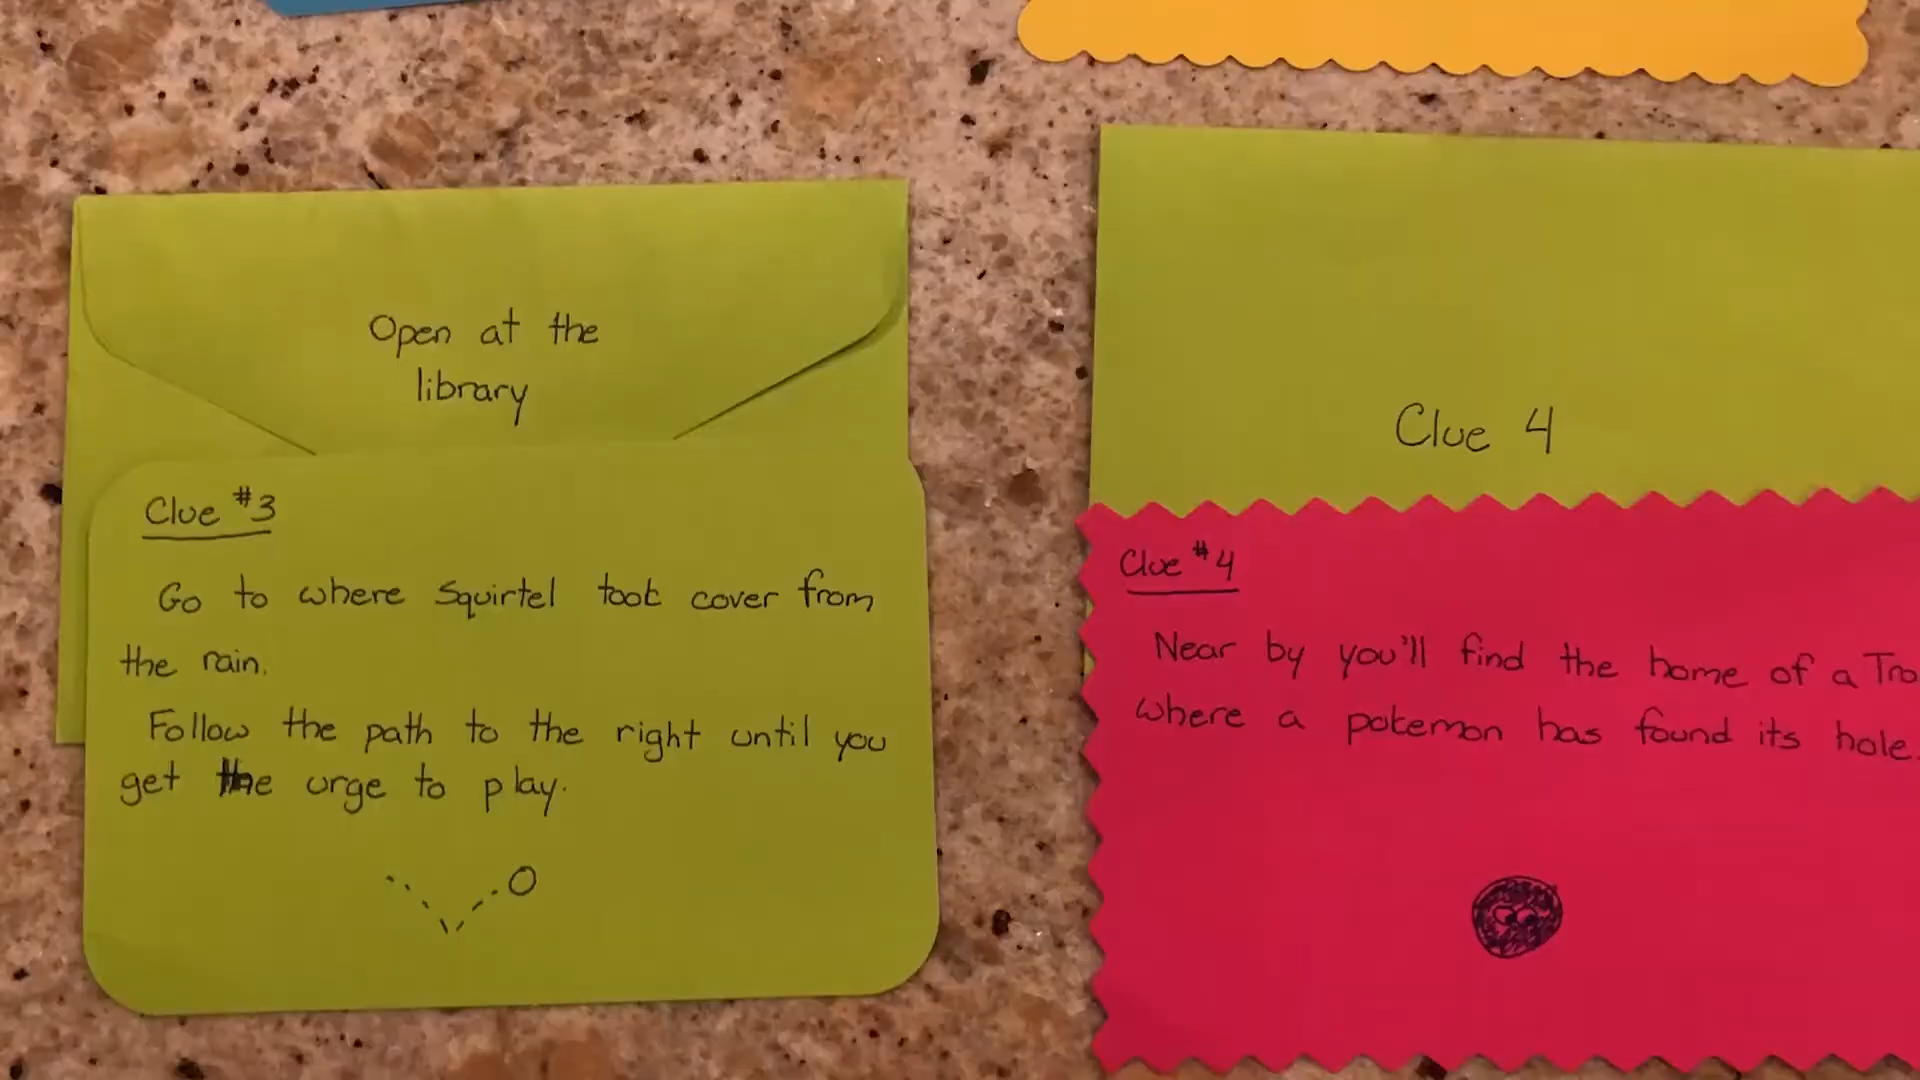 Open at the
library
Clue #3
Go to where Squirtel took cover from
the rain.
Follow the path to the right until you
get the urge to play.
Clue 4
Clue #4
Near by you'll find the home of a
where a pokemon has found its hole.